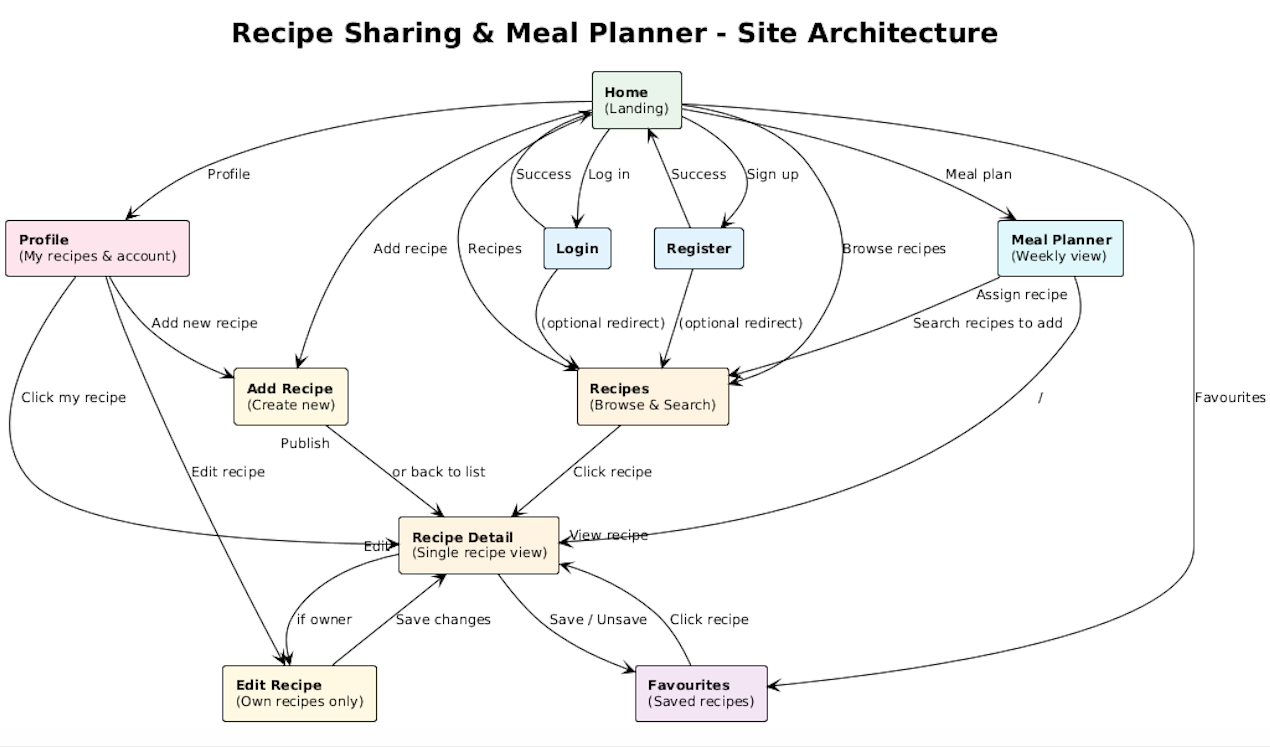 Recipe Sharing & Meal Planner - Site Architecture
Home
(Landing)
Profile
Success
Log in
Success
Sign up
Meal plan
Profile
(My recipes & account)
Add recipe
Recipes
Login
Register
Browse recipes
Meal Planner
(Weekly view)
Assign recipe
Add new recipe
(optional redirect)
(optional redirect)
Search recipes to add
Click my recipe
Add Recipe
(Create new)
Recipes
(Browse & Search)
/
Favourites
Publish
Edit recipe
or back to list
Click recipe
Edit
Recipe Detail
(Single recipe view)
View recipe
if owner
Save changes
Save / Unsave
Click recipe
Edit Recipe
(Own recipes only)
Favourites
(Saved recipes)